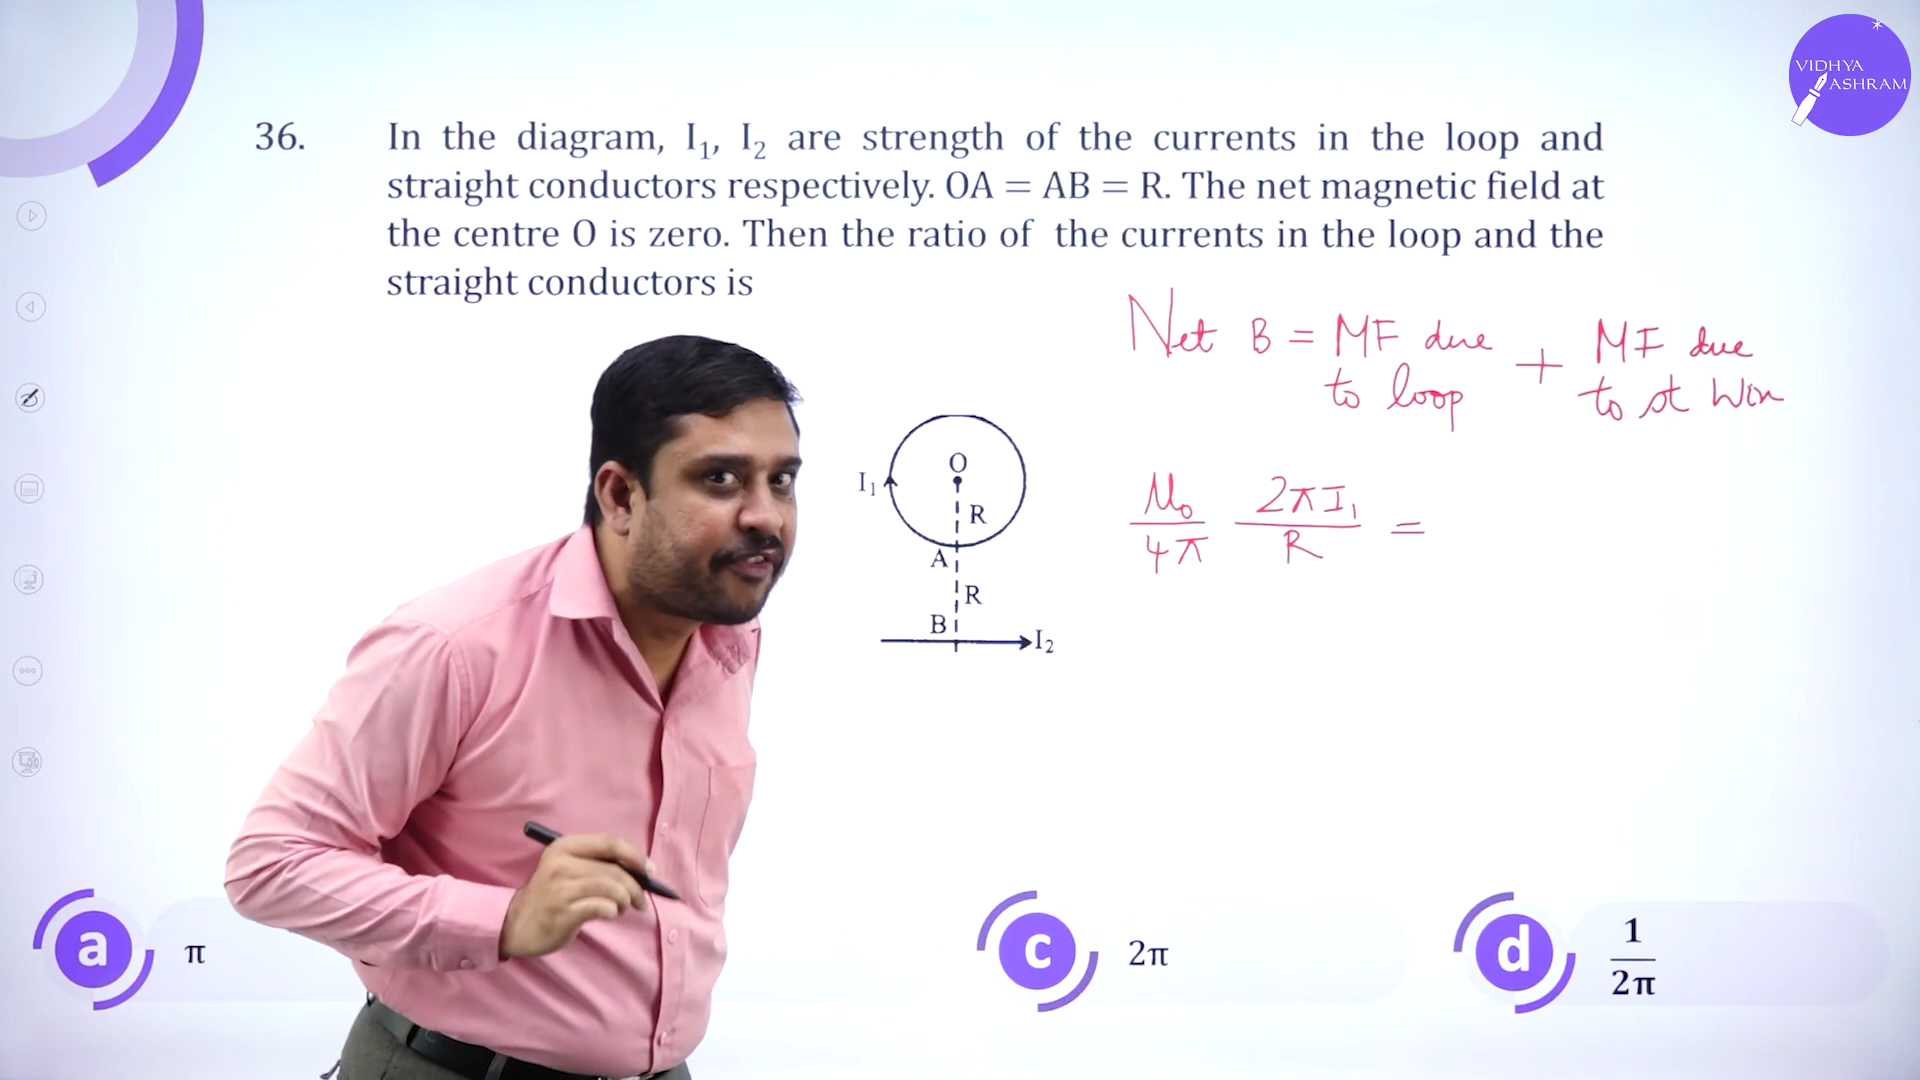 VIDHYA
ASHRAM
36. In the diagram, I₁, I₂ are strength of the currents in the loop and
straight conductors respectively. OA = AB = R. The net magnetic field at
the centre O is zero. Then the ratio of the currents in the loop and the
straight conductors is
Net B = MF due to loop + MF due to st Wire
O
I₁
R
A
R
B
I₂
μ₀/4π 2πI₁/R =
a π
c 2π
d 1/2π